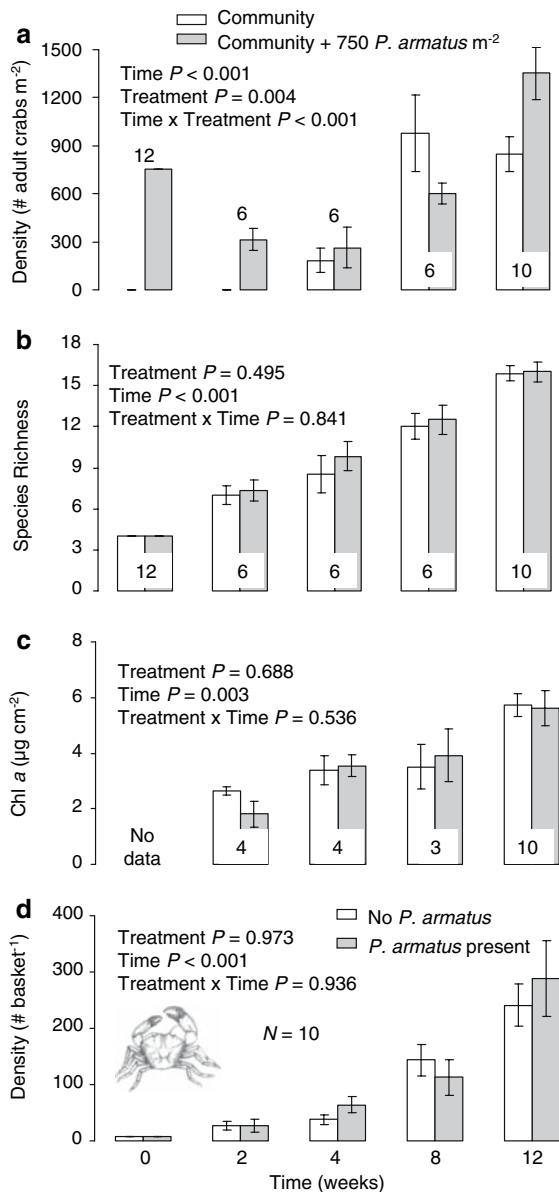 Community
Community + 750 P. armatus m⁻²
a
1500
1200
900
600
300
0
Density (# adult crabs m⁻²)
Time P < 0.001
Treatment P = 0.004
Time x Treatment P < 0.001
12
6
6
6
10
b
18
15
12
9
6
3
0
Species Richness
Treatment P = 0.495
Time P < 0.001
Treatment x Time P = 0.841
12
6
6
6
10
c
8
6
4
2
0
Chl a (µg cm⁻²)
Treatment P = 0.688
Time P = 0.003
Treatment x Time P = 0.536
No
data
4
4
3
10
d
400
300
200
100
0
Density (# basket⁻¹)
No P. armatus
P. armatus present
Treatment P = 0.973
Time P < 0.001
Treatment x Time P = 0.936
N = 10
0
2
4
8
12
Time (weeks)